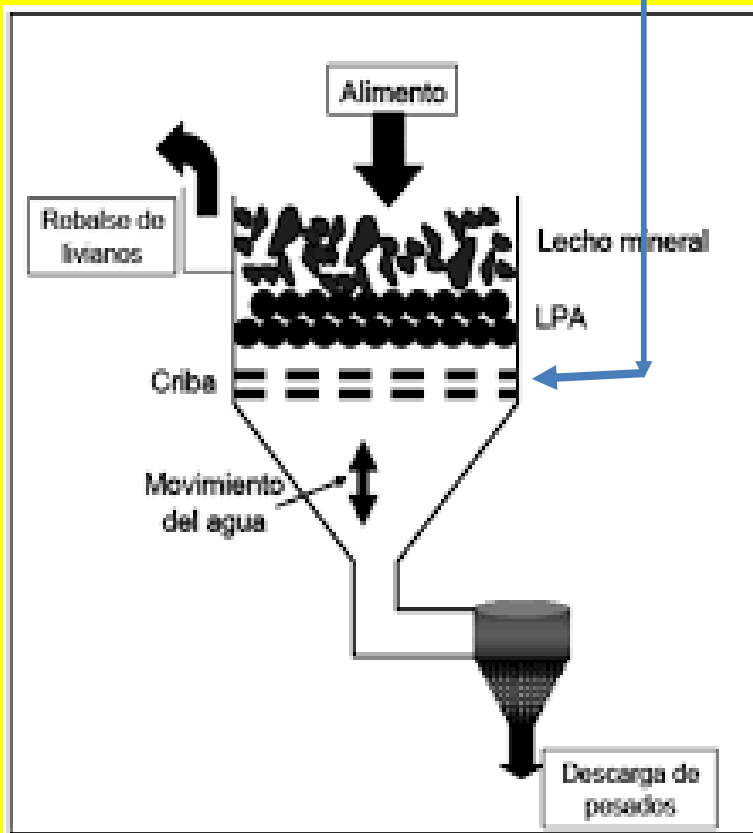 Alimento
Rebalse de
livianos
Lecho mineral
LPA
Criba
Movimiento
del agua
Descarga de
pesados